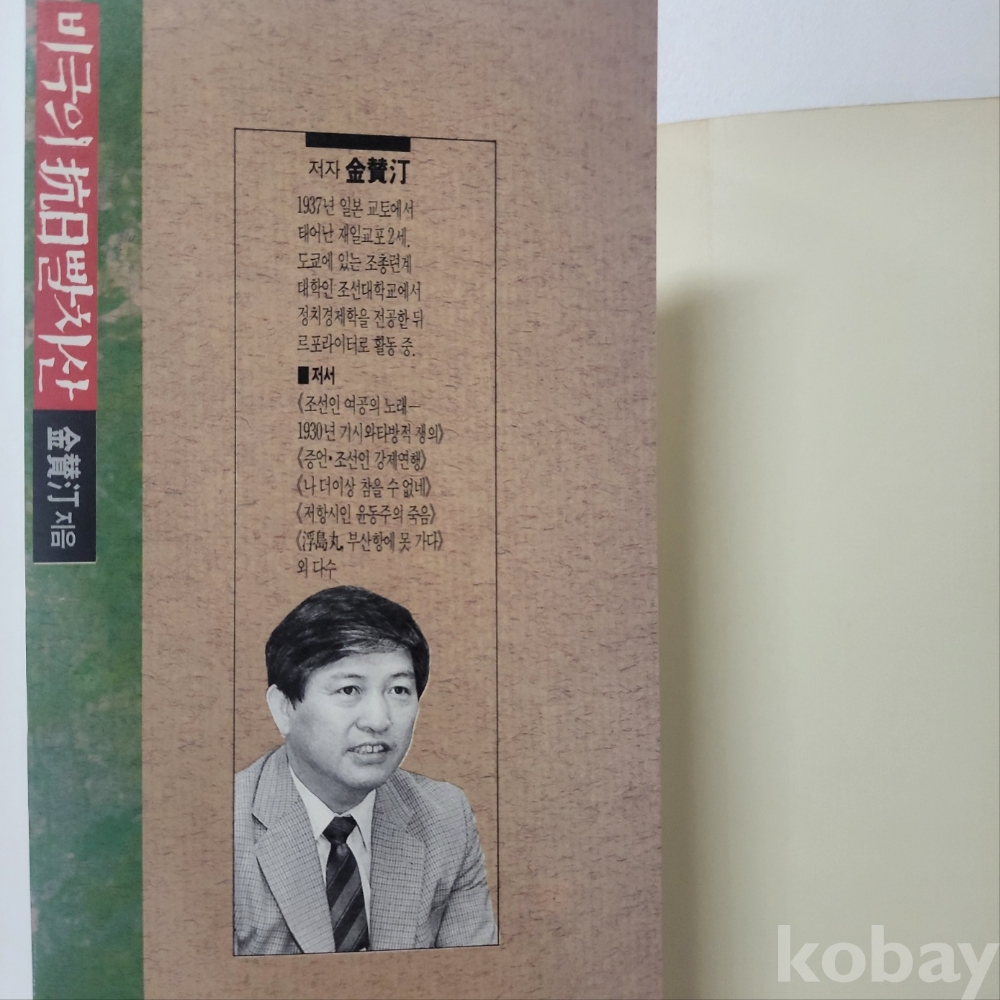 비극의 抗日빨치산
金贊汀 지음
저자 金贊汀
1937년 일본 교토에서
태어난 재일교포 2세.
도쿄에 있는 조총련계
대학인 조선대학교에서
정치경제학을 전공한 뒤
르포라이터로 활동 중.
■저서
《조선인 여공의 노래―
1930년 기시와타방적 쟁의》
《증언·조선인 강제연행》
《나 더이상 참을 수 없네》
《저항시인 윤동주의 죽음》
《浮島丸, 부산항에 못 가다》
외 다수
kobay